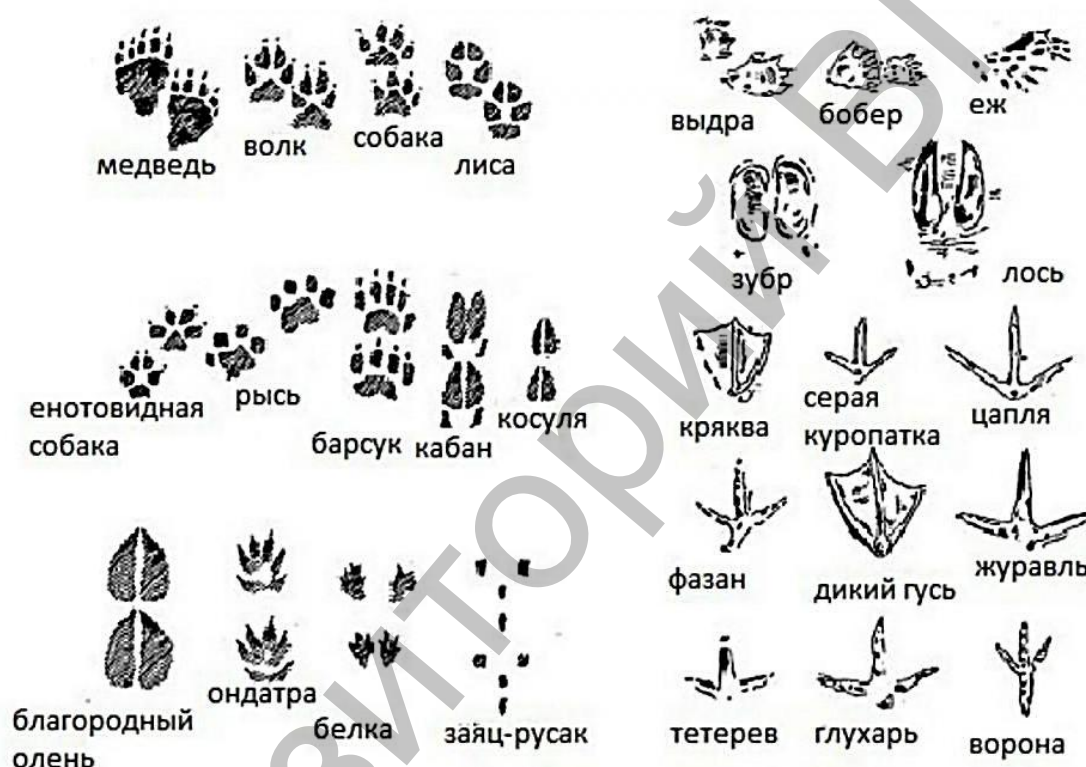 медведь
волк
собака
лиса
выдра
бобер
еж
зубр
лось
енотовидная
собака
рысь
барсук
кабан
косуля
кряква
серая
куропатка
цапля
фазан
дикий гусь
журавль
благородный
олень
ондатра
белка
заяц-русак
тетерев
глухарь
ворона
зиторий В